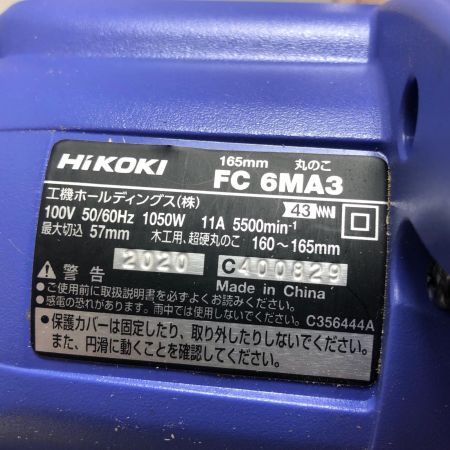 HiKOKI 165mm 丸のこ
FC 6MA3
工機ホールディングス(株) 43
100V 50/60Hz 1050W 11A 5500min⁻¹
最大切込 57mm 木工用、超硬丸のこ 160~165mm
2020 C400829
警告 Made in China
●ご使用前に取扱説明書を必ずよくお読みください。
●感電の恐れがあります。雨中では使用しないでください。 C356444A
●保護カバーは固定したり、取り外したりしないでください。
また、円滑に動くことを確認してください。